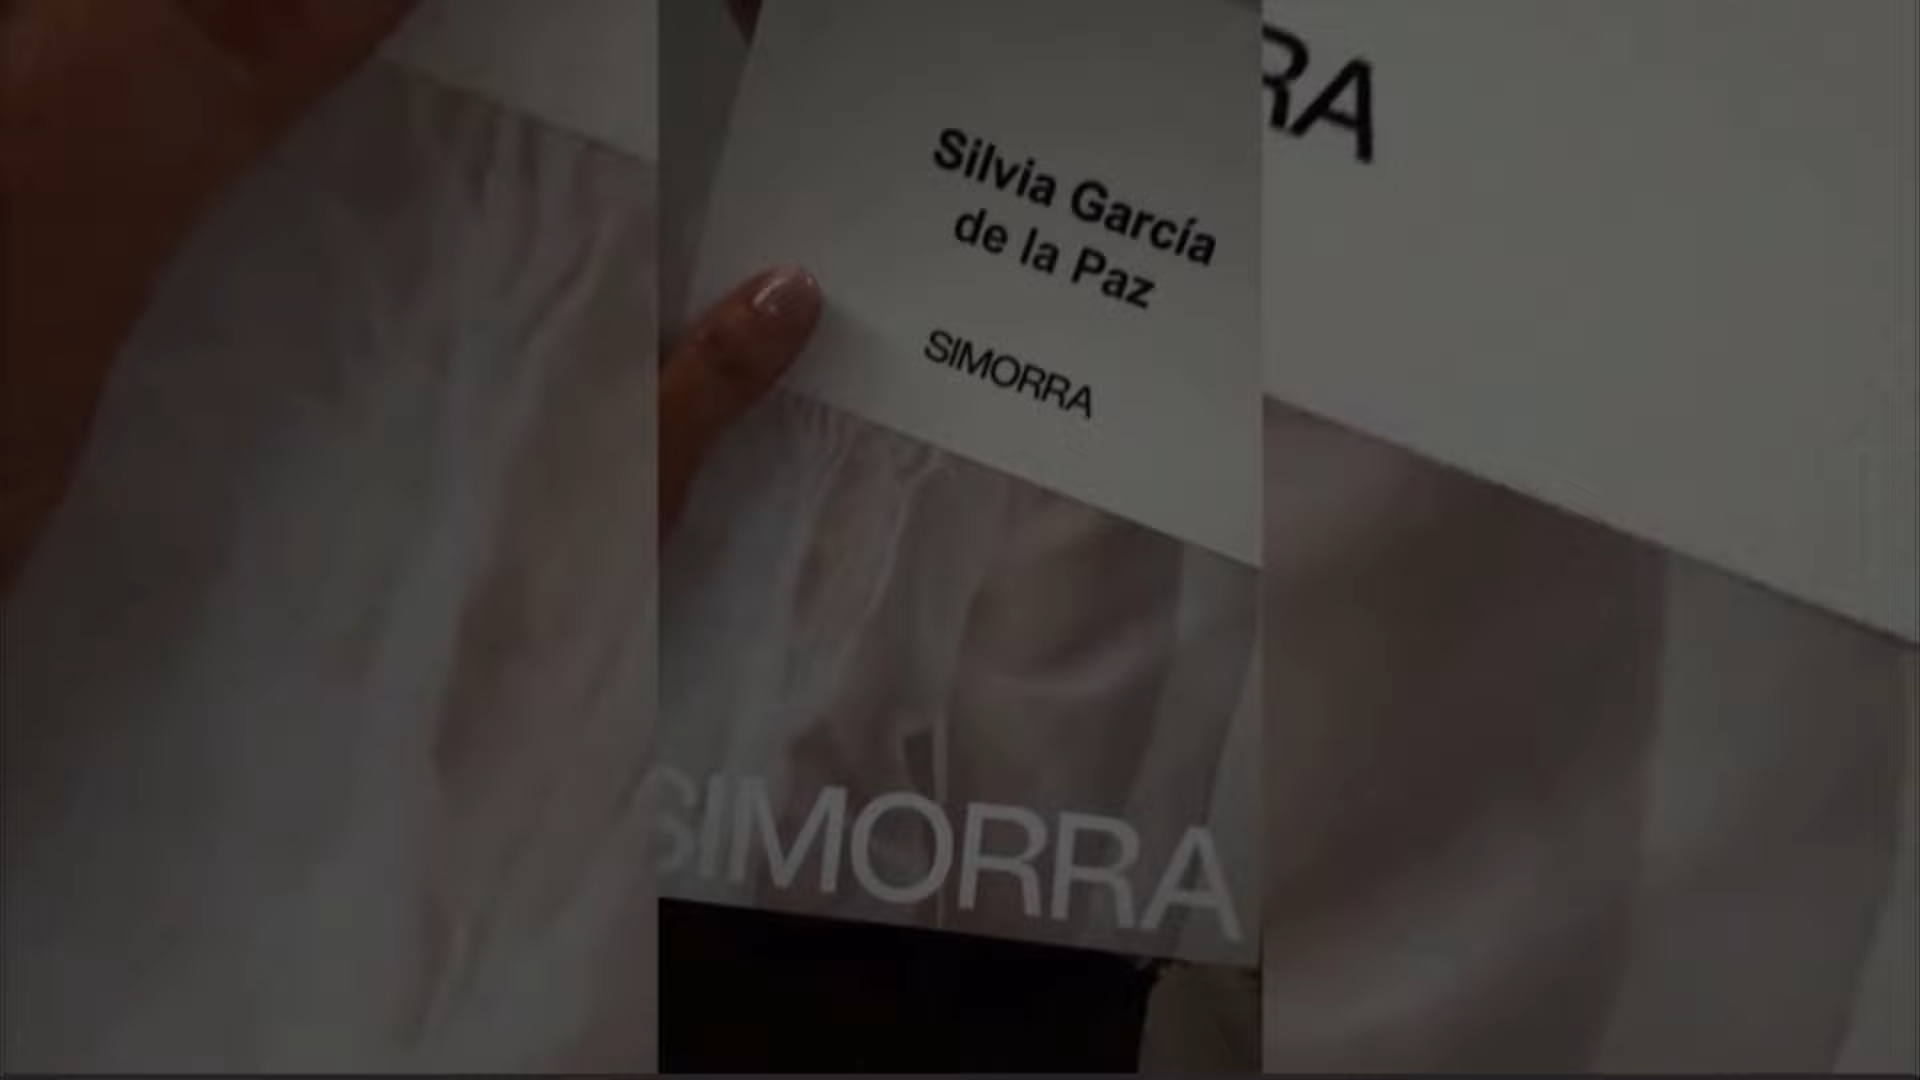 Silvia García
de la Paz
SIMORRA
SIMORRA
RA